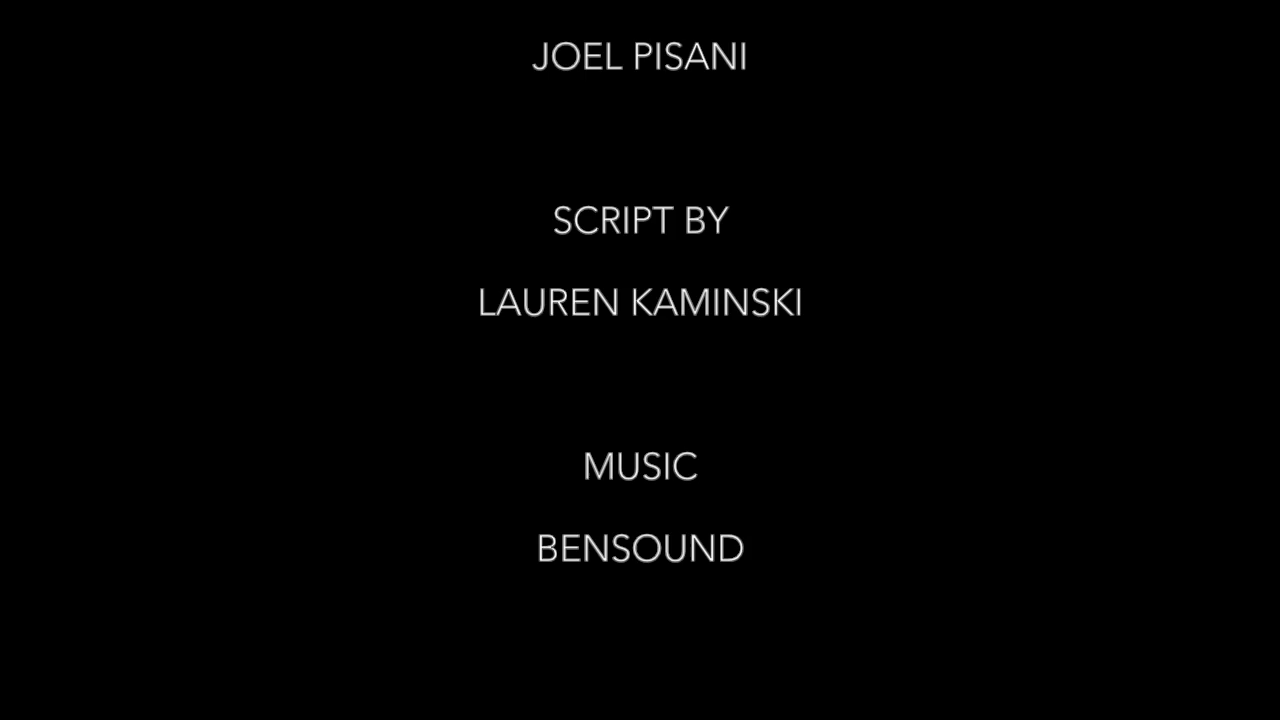 JOEL PISANI
SCRIPT BY
LAUREN KAMINSKI
MUSIC
BENSOUND